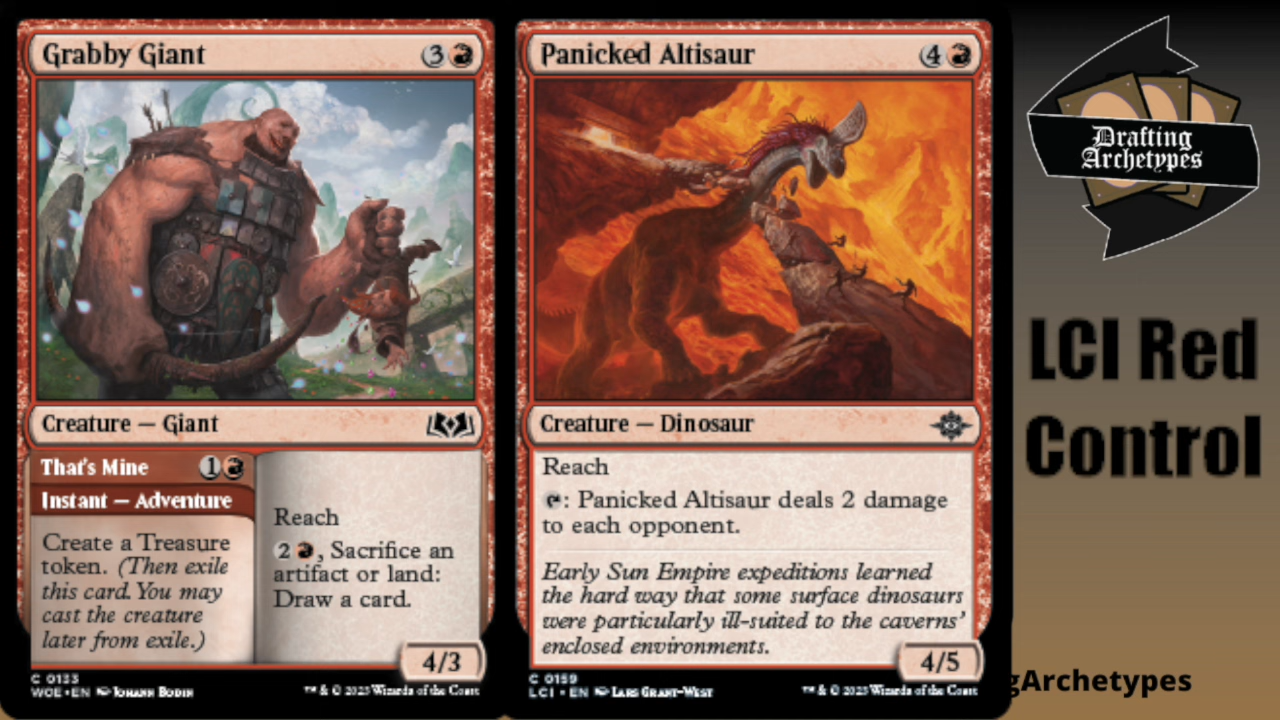 Grabby Giant 3
Creature — Giant
That's Mine 1
Instant — Adventure
Create a Treasure
token. (Then exile
this card. You may
cast the creature
later from exile.)
Reach
2 , Sacrifice an
artifact or land:
Draw a card.
4/3
C 0133
WOE • EN Johann Bodin
™ & © 2023 Wizards of the Coast
Panicked Altisaur 4
Creature — Dinosaur
Reach
: Panicked Altisaur deals 2 damage
to each opponent.
Early Sun Empire expeditions learned
the hard way that some surface dinosaurs
were particularly ill-suited to the caverns'
enclosed environments.
4/5
C 0159
LCI • EN Lars Grant-West
™ & © 2023 Wizards of the Coast
Drafting
Archetypes
LCI Red
Control
gArchetypes